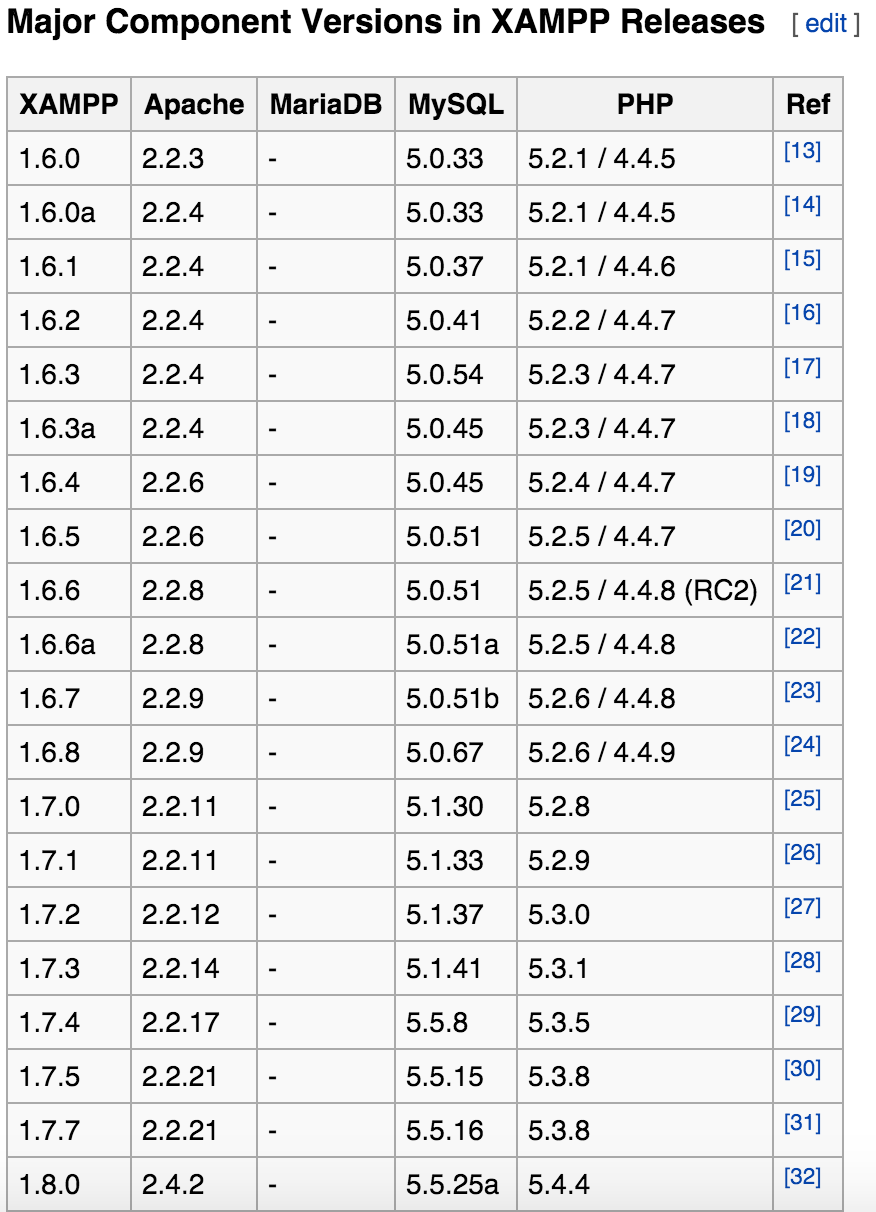 Major Component Versions in XAMPP Releases [ edit ]
XAMPP Apache MariaDB MySQL PHP Ref
1.6.0 2.2.3 - 5.0.33 5.2.1 / 4.4.5 [13]
1.6.0a 2.2.4 - 5.0.33 5.2.1 / 4.4.5 [14]
1.6.1 2.2.4 - 5.0.37 5.2.1 / 4.4.6 [15]
1.6.2 2.2.4 - 5.0.41 5.2.2 / 4.4.7 [16]
1.6.3 2.2.4 - 5.0.54 5.2.3 / 4.4.7 [17]
1.6.3a 2.2.4 - 5.0.45 5.2.3 / 4.4.7 [18]
1.6.4 2.2.6 - 5.0.45 5.2.4 / 4.4.7 [19]
1.6.5 2.2.6 - 5.0.51 5.2.5 / 4.4.7 [20]
1.6.6 2.2.8 - 5.0.51 5.2.5 / 4.4.8 (RC2) [21]
1.6.6a 2.2.8 - 5.0.51a 5.2.5 / 4.4.8 [22]
1.6.7 2.2.9 - 5.0.51b 5.2.6 / 4.4.8 [23]
1.6.8 2.2.9 - 5.0.67 5.2.6 / 4.4.9 [24]
1.7.0 2.2.11 - 5.1.30 5.2.8 [25]
1.7.1 2.2.11 - 5.1.33 5.2.9 [26]
1.7.2 2.2.12 - 5.1.37 5.3.0 [27]
1.7.3 2.2.14 - 5.1.41 5.3.1 [28]
1.7.4 2.2.17 - 5.5.8 5.3.5 [29]
1.7.5 2.2.21 - 5.5.15 5.3.8 [30]
1.7.7 2.2.21 - 5.5.16 5.3.8 [31]
1.8.0 2.4.2 - 5.5.25a 5.4.4 [32]